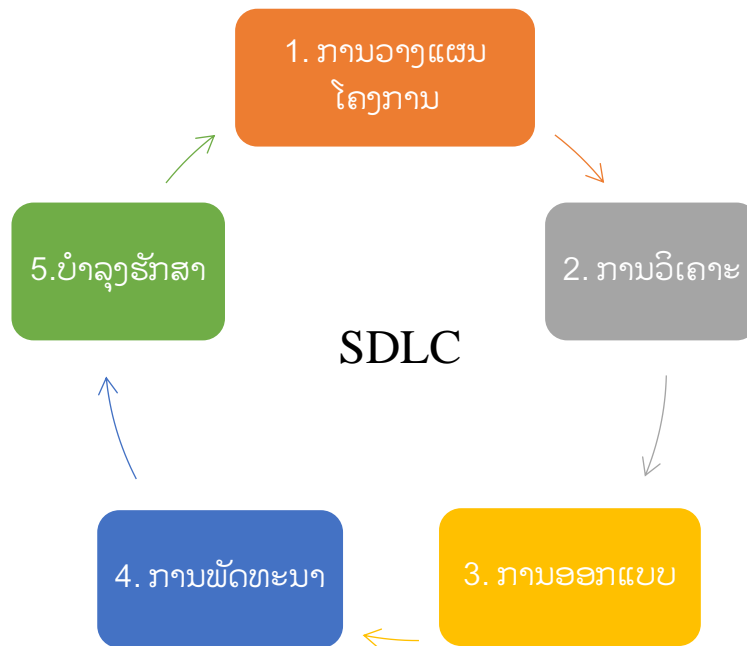 1. ການວາງແຜນ
ໂຄງການ
5.ບຳລຸງຮັກສາ
2. ການວິເຄາະ
SDLC
4. ການພັດທະນາ
3. ການອອກແບບ